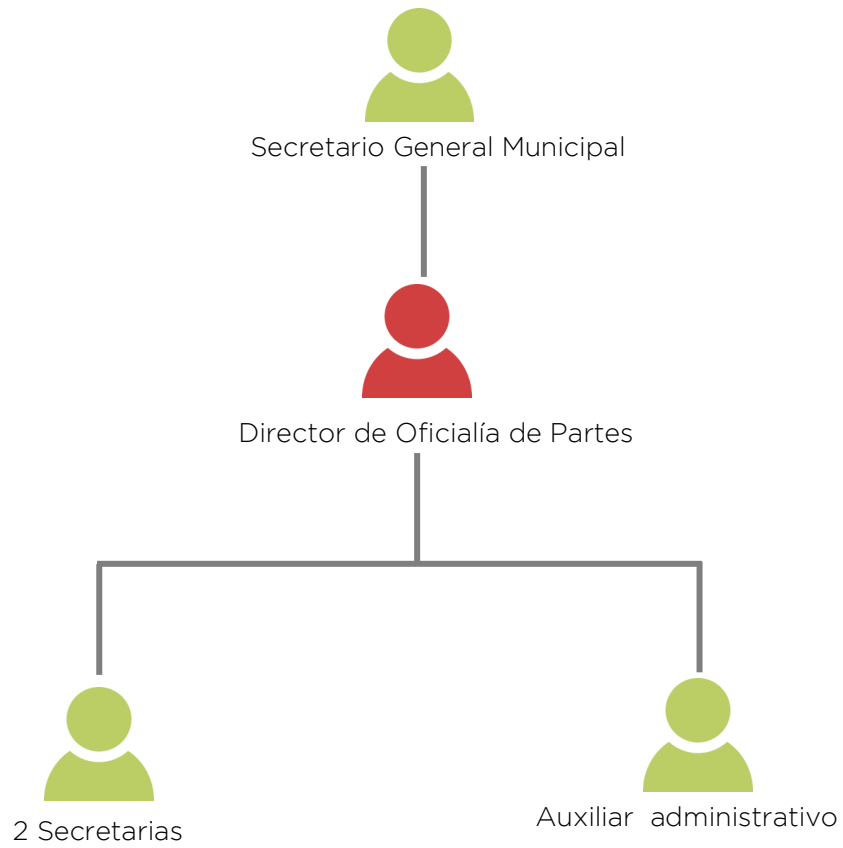 Secretario General Municipal
Director de Oficialía de Partes
2 Secretarias
Auxiliar administrativo